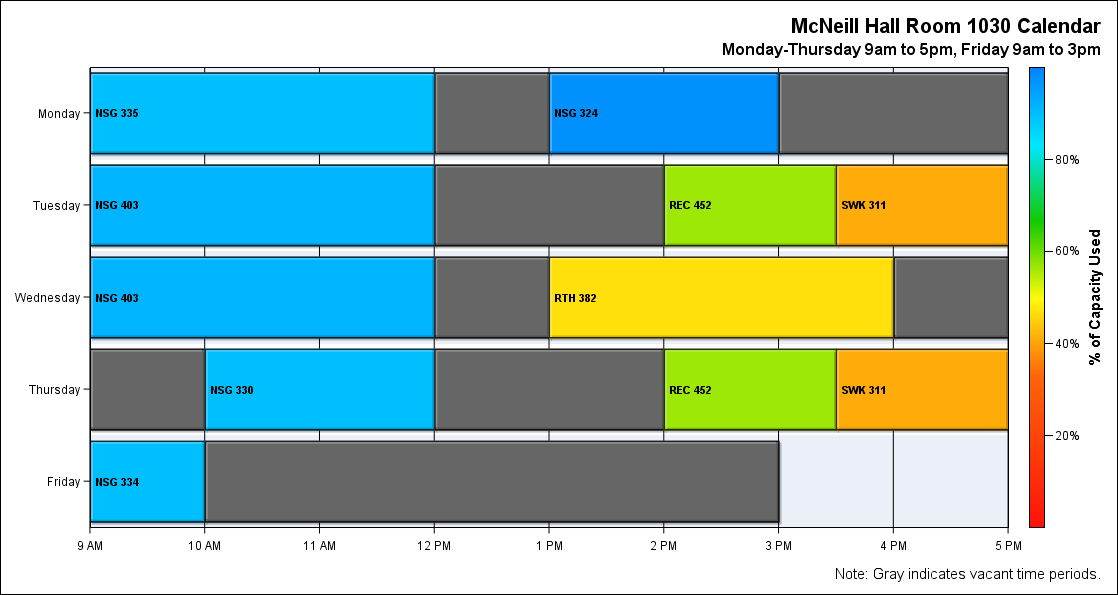 McNeill Hall Room 1030 Calendar
Monday-Thursday 9am to 5pm, Friday 9am to 3pm
Monday
NSG 335
NSG 324
Tuesday
NSG 403
REC 452
SWK 311
Wednesday
NSG 403
RTH 382
Thursday
NSG 330
REC 452
SWK 311
Friday
NSG 334
9 AM
10 AM
11 AM
12 PM
1 PM
2 PM
3 PM
4 PM
5 PM
80%
60%
40%
20%
% of Capacity Used
Note: Gray indicates vacant time periods.